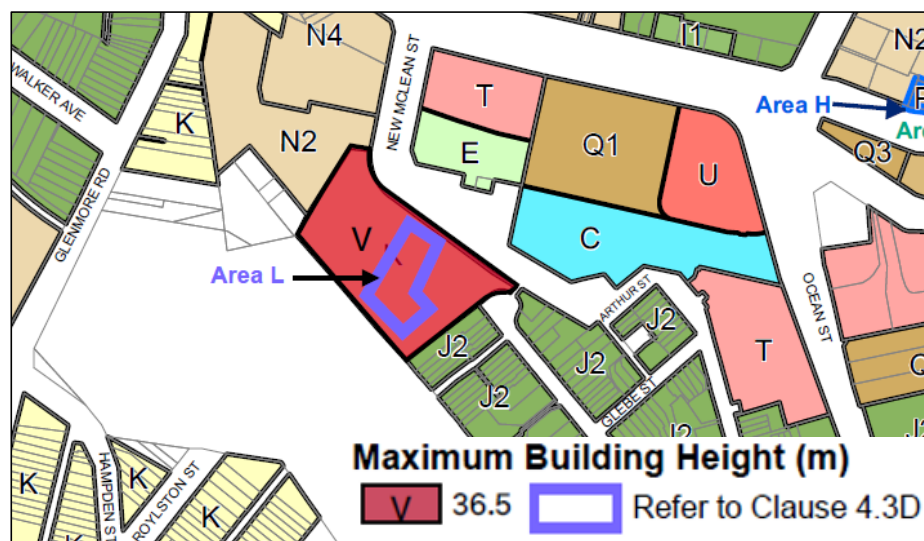 N4
I1
N2
WALKER AVE
K
NEW MCLEAN ST
T
Area H
E
Q1
Q3
N2
U
GLENMORE RD
V
C
Area L
OCEAN ST
ARTHUR ST
J2
J2
J2
T
J2
GLEBE ST
K
HAMPDEN ST
K
ROYLSTON ST
K
K
Maximum Building Height (m)
V 36.5 Refer to Clause 4.3D